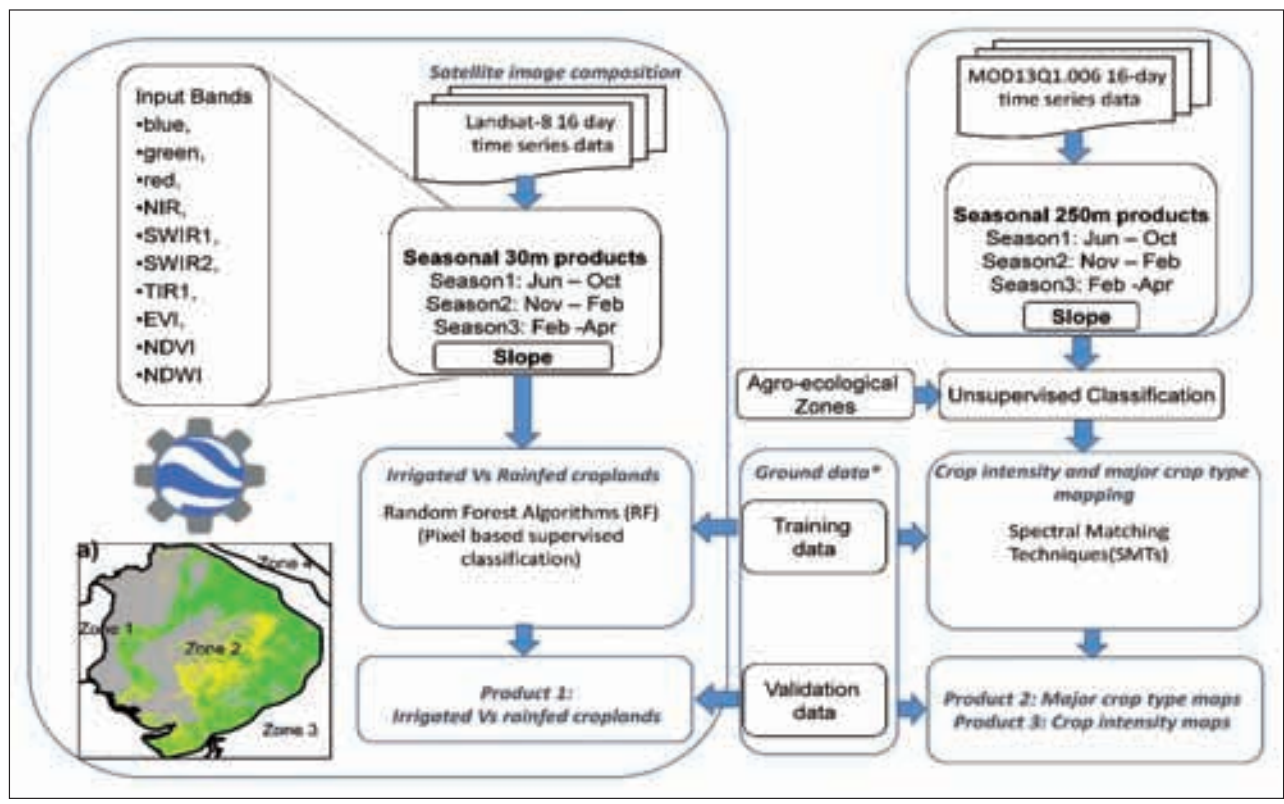 Satellite image composition
Input Bands
•blue,
•green,
•red,
•NIR,
•SWIR1,
•SWIR2,
•TIR1,
•EVI,
•NDVI
•NDWI
Landsat-8 16 day
time series data
Seasonal 30m products
Season1: Jun – Oct
Season2: Nov – Feb
Season3: Feb -Apr
Slope
MOD13Q1.006 16-day
time series data
Seasonal 250m products
Season1: Jun – Oct
Season2: Nov – Feb
Season3: Feb -Apr
Slope
Agro-ecological
Zones
Unsupervised Classification
Irrigated Vs Rainfed croplands
Random Forest Algorithms (RF)
(Pixel based supervised
classification)
Ground data*
Training
data
Crop intensity and major crop type
mapping
Spectral Matching
Techniques(SMTs)
a)
Zone 4
Zone 1
Zone 2
Zone 3
Product 1:
Irrigated Vs rainfed croplands
Validation
data
Product 2: Major crop type maps
Product 3: Crop intensity maps